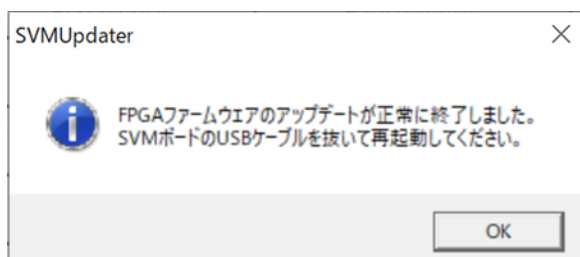 SVMUpdater
FPGAファームウェアのアップデートが正常に終了しました。
SVMボードのUSBケーブルを抜いて再起動してください。
OK